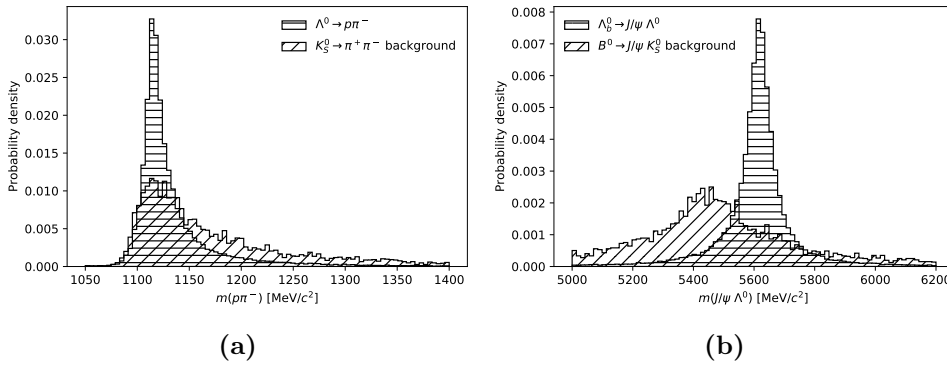 Λ⁰ → pπ⁻
K_S⁰ → π⁺π⁻ background
Probability density
0.030
0.025
0.020
0.015
0.010
0.005
0.000
1050 1100 1150 1200 1250 1300 1350 1400
m(pπ⁻) [MeV/c²]
(a)
Λ_b⁰ → J/ψ Λ⁰
B⁰ → J/ψ K_S⁰ background
Probability density
0.008
0.007
0.006
0.005
0.004
0.003
0.002
0.001
0.000
5000 5200 5400 5600 5800 6000 6200
m(J/ψ Λ⁰) [MeV/c²]
(b)